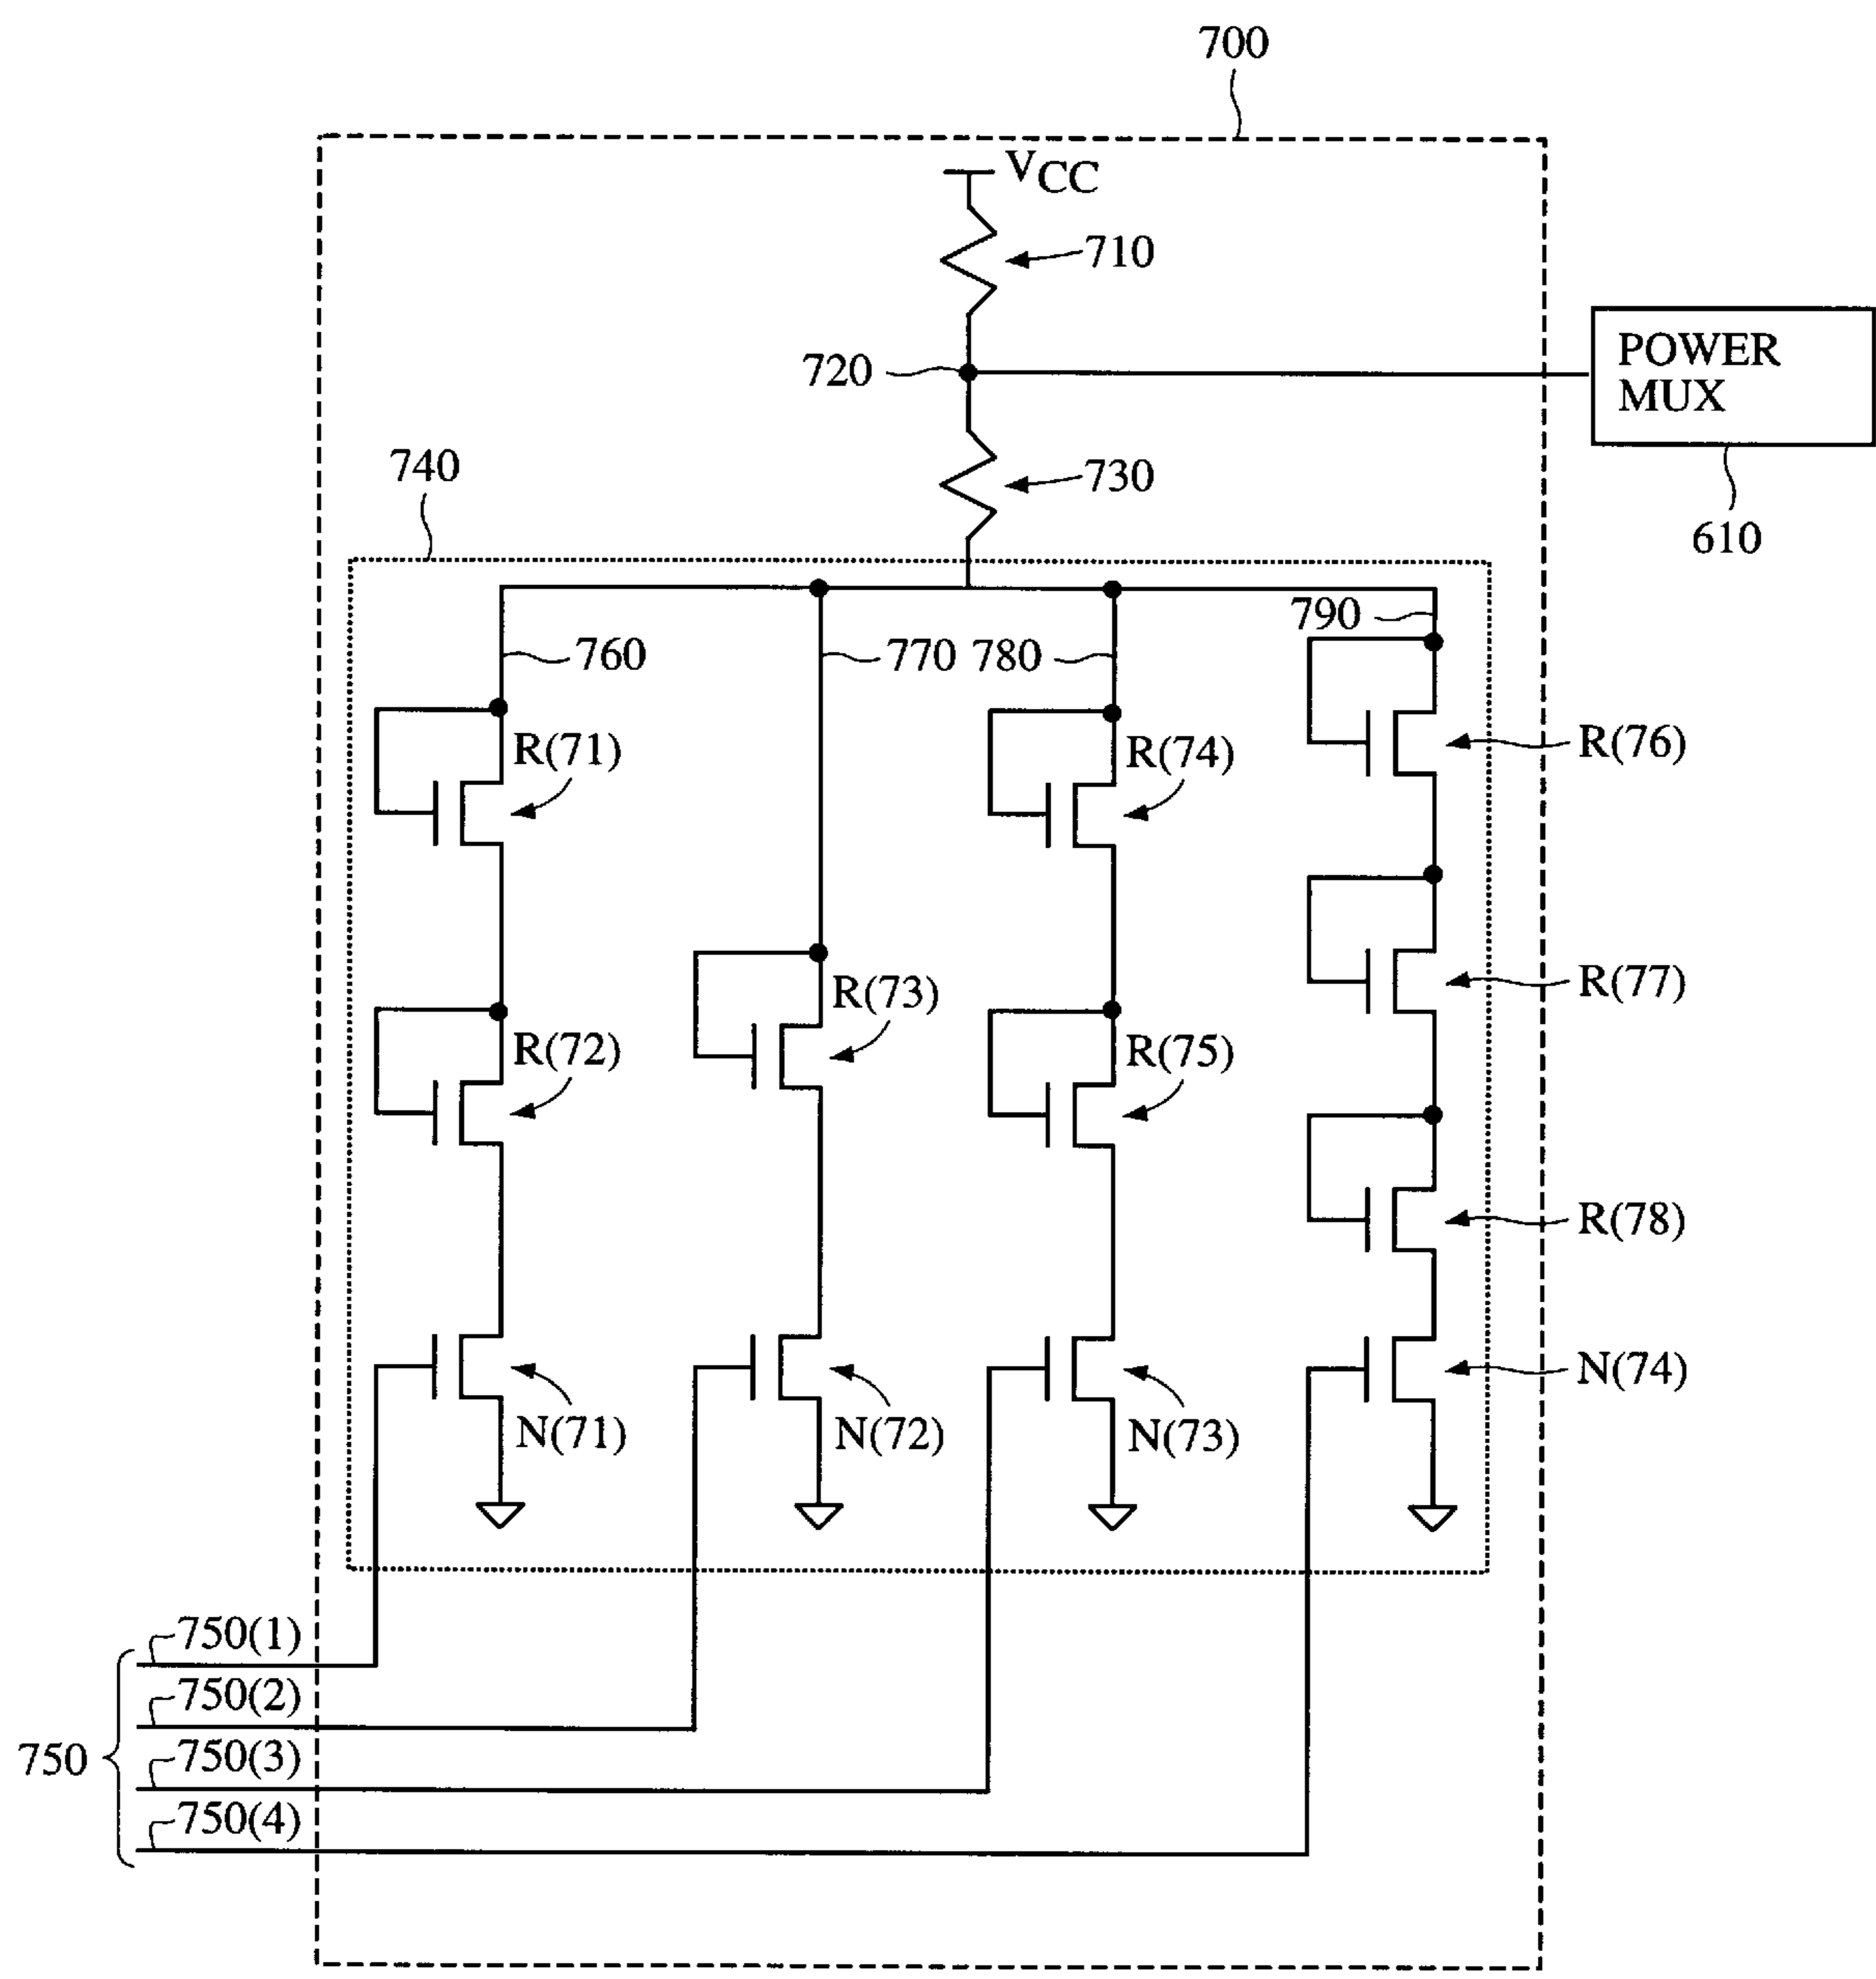 700
VCC
710
720
POWER
MUX
740
730
610
790
760
770
780
R(71)
R(74)
R(76)
R(73)
R(77)
R(72)
R(75)
R(78)
N(74)
N(71)
N(72)
N(73)
750(1)
750(2)
750
750(3)
750(4)